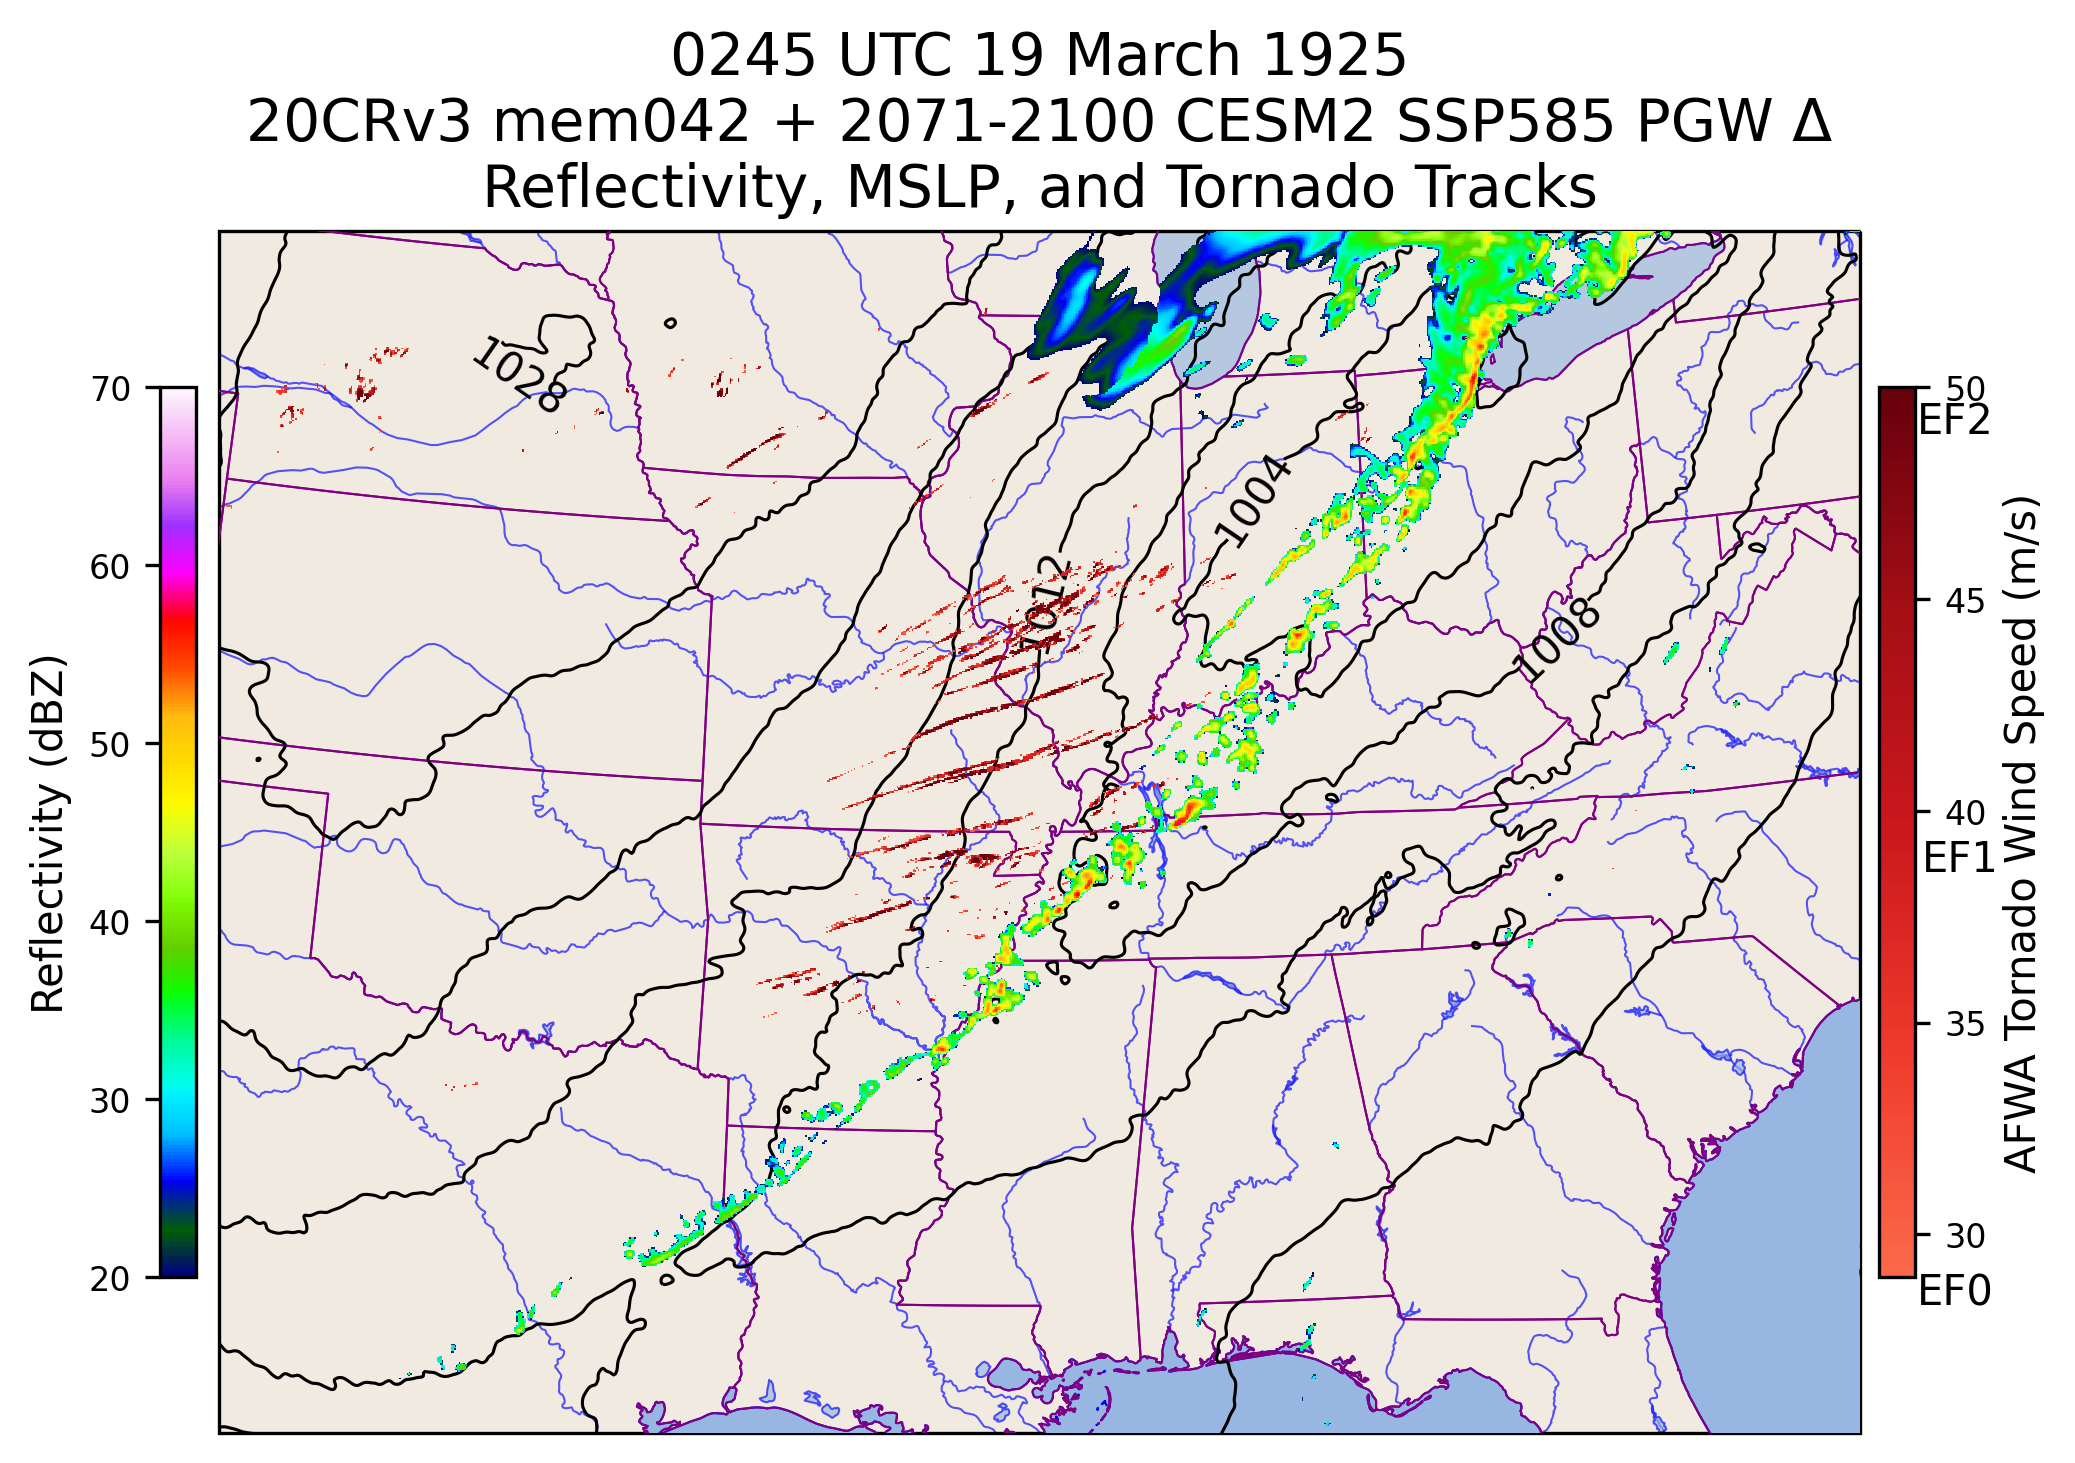 0245 UTC 19 March 1925
20CRv3 mem042 + 2071-2100 CESM2 SSP585 PGW Δ
Reflectivity, MSLP, and Tornado Tracks
1028
1004
1012
1008
70
60
50
40
30
20
Reflectivity (dBZ)
50
EF2
45
40
EF1
35
30
EF0
AFWA Tornado Wind Speed (m/s)